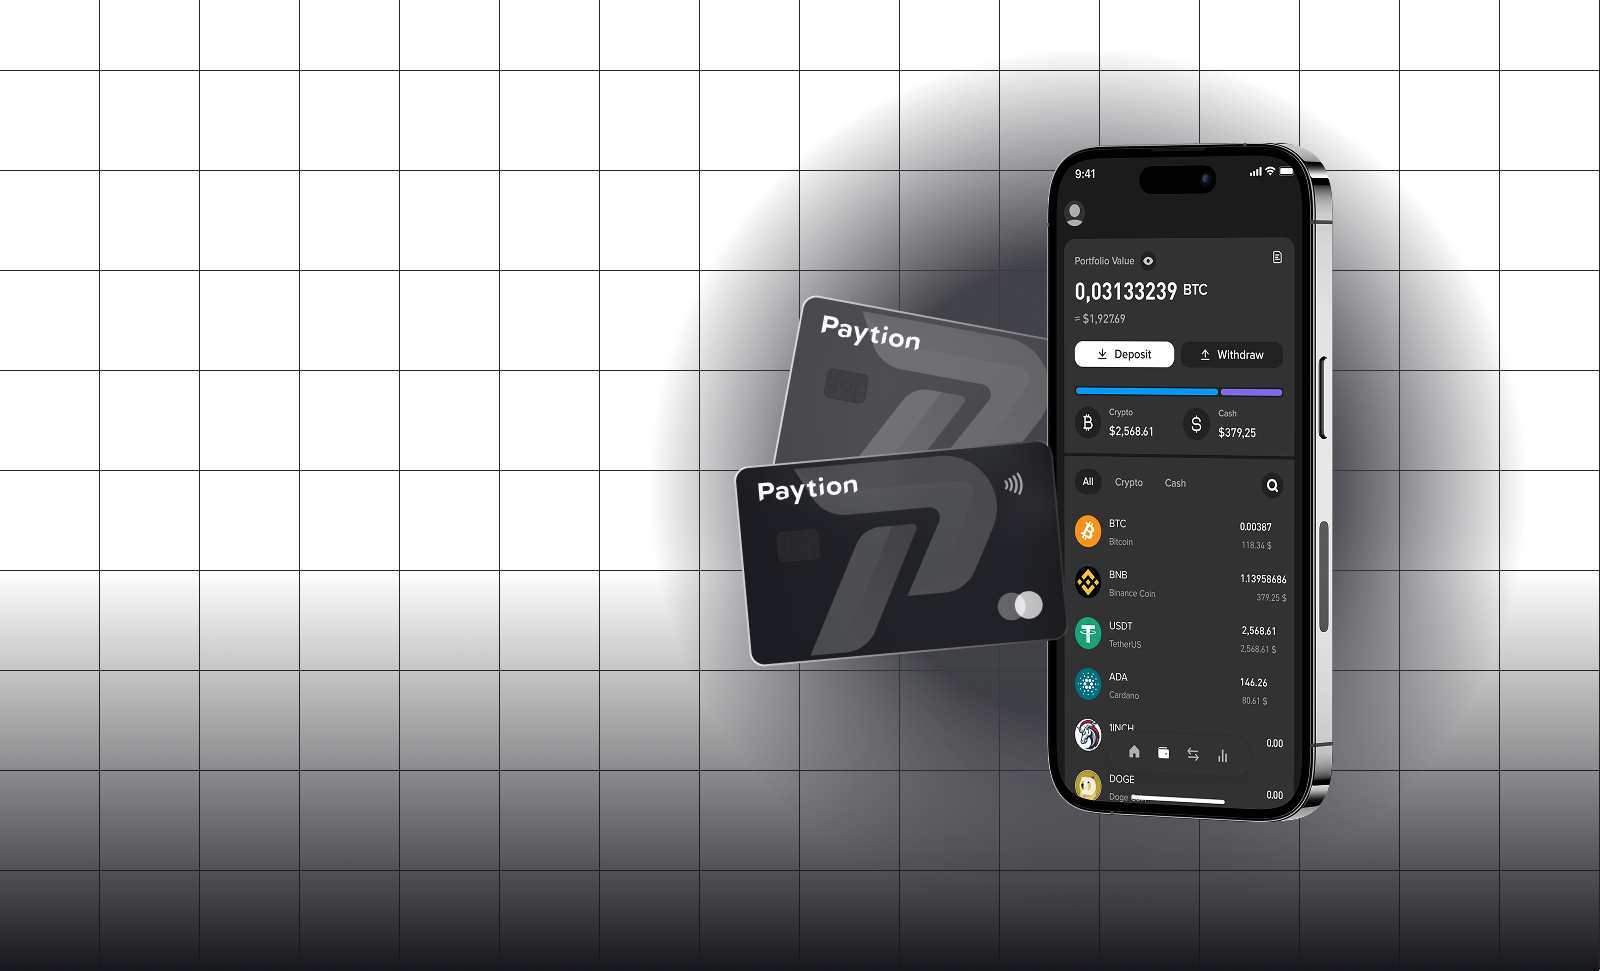 Paytion
Paytion
9:41
Portfolio Value
0,03133239 BTC
≈ $1,927.69
Deposit
Withdraw
Crypto
$2,568.61
Cash
$379,25
All
Crypto
Cash
BTC
0.00387
Bitcoin
118.34 $
BNB
1.13958686
Binance Coin
379.25 $
USDT
2,568.61
TetherUS
2,568.61 $
ADA
146.26
Cardano
80.61 $
1INCH
0.00
DOGE
0.00
Doge